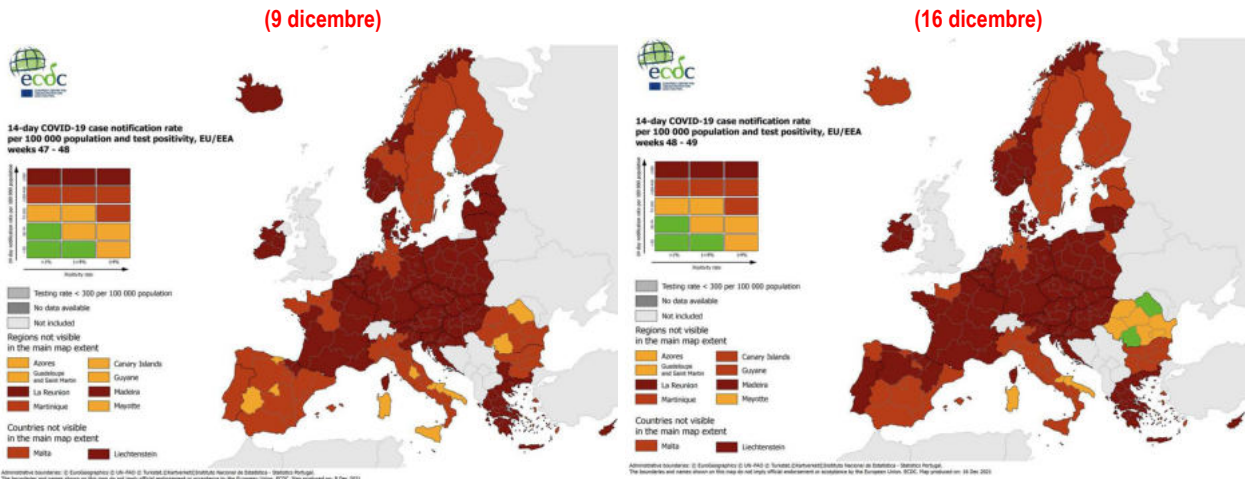 (9 dicembre)
ecdc
14-day COVID-19 case notification rate
per 100 000 population and test positivity, EU/EEA
weeks 47 - 48
Positivity rate
Testing rate < 300 per 100 000 population
No data available
Not included
Regions not visible
in the main map extent
Azores
Canary Islands
Guadeloupe
and Saint Martin
Guyane
La Reunion
Madeira
Martinique
Mayotte
Countries not visible
in the main map extent
Malta
Liechtenstein
(16 dicembre)
ecdc
14-day COVID-19 case notification rate
per 100 000 population and test positivity, EU/EEA
weeks 48 - 49
Positivity rate
Testing rate < 300 per 100 000 population
No data available
Not included
Regions not visible
in the main map extent
Azores
Canary Islands
Guadeloupe
and Saint Martin
Guyane
La Reunion
Madeira
Martinique
Mayotte
Countries not visible
in the main map extent
Malta
Liechtenstein